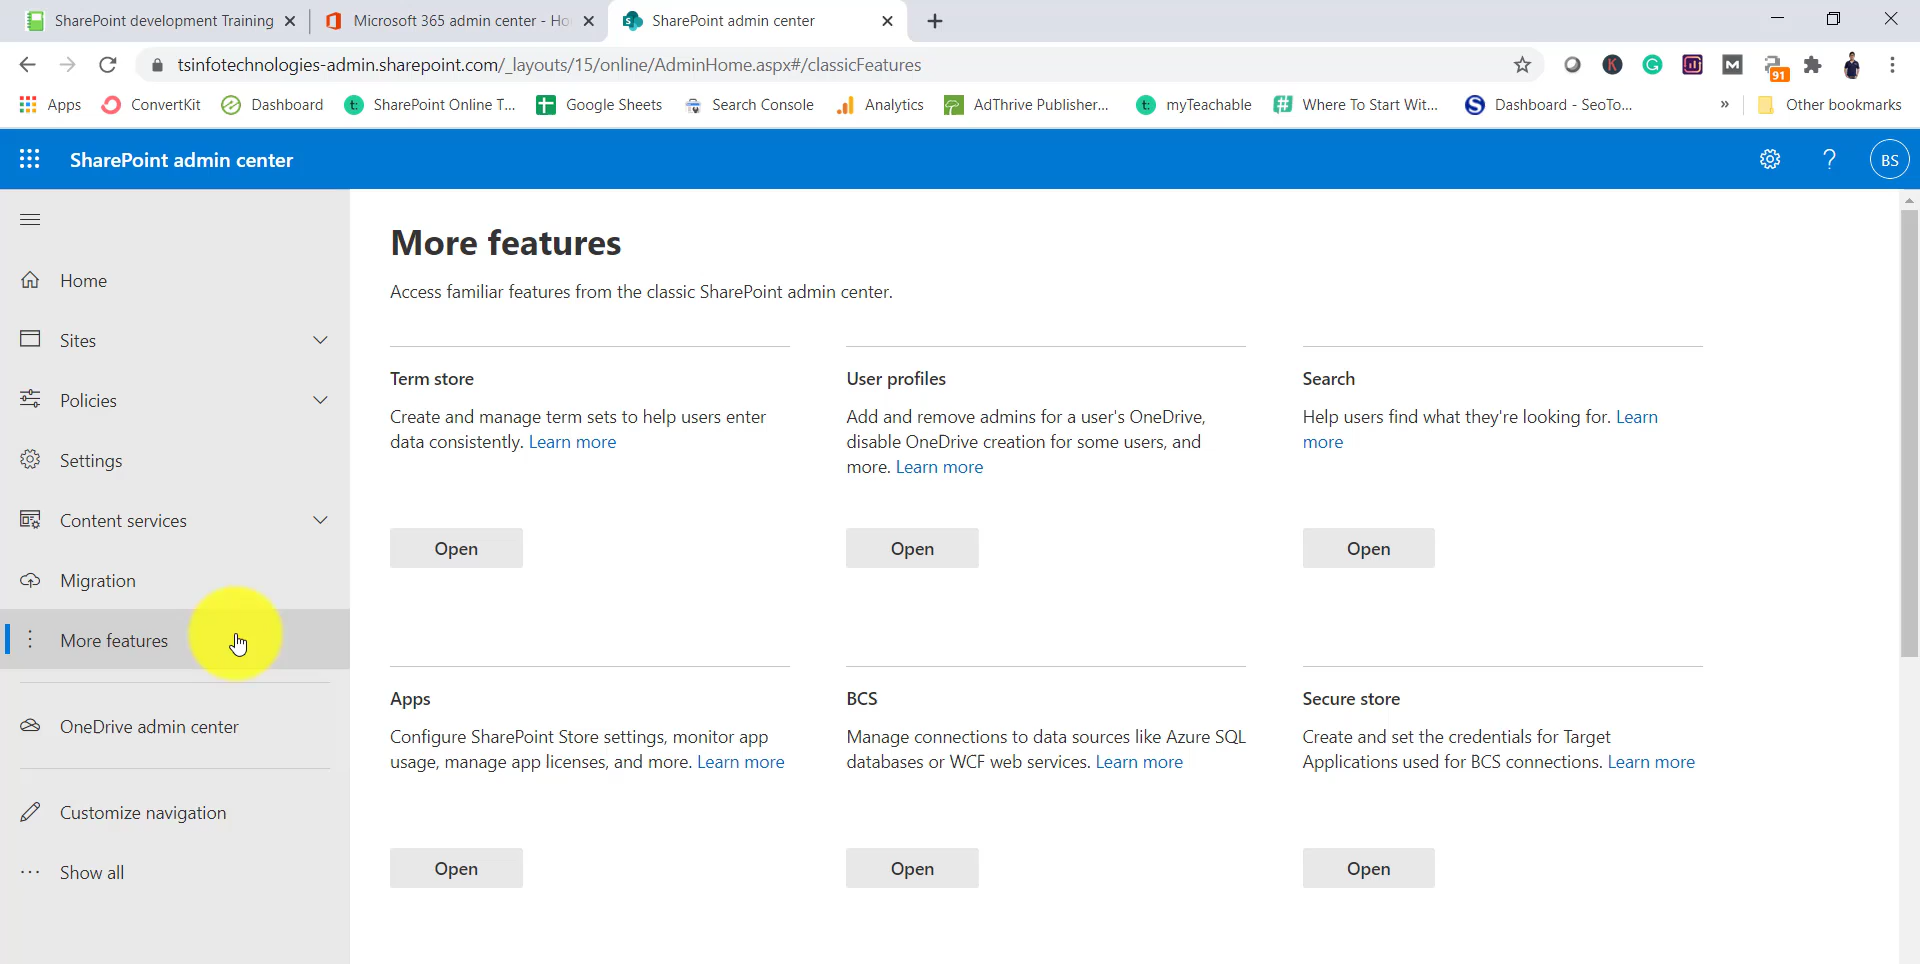 SharePoint development Training
Microsoft 365 admin center - Ho
SharePoint admin center
tsinfotechnologies-admin.sharepoint.com/_layouts/15/online/AdminHome.aspx#/classicFeatures
91
Apps
ConvertKit
Dashboard
SharePoint Online T...
Google Sheets
Search Console
Analytics
AdThrive Publisher...
myTeachable
Where To Start Wit...
Dashboard - SeoTo...
»
Other bookmarks
SharePoint admin center
?
BS
Home
Sites
Policies
Settings
Content services
Migration
More features
OneDrive admin center
Customize navigation
Show all
More features
Access familiar features from the classic SharePoint admin center.
Term store
Create and manage term sets to help users enter
data consistently. Learn more
Open
User profiles
Add and remove admins for a user's OneDrive,
disable OneDrive creation for some users, and
more. Learn more
Open
Search
Help users find what they're looking for. Learn
more
Open
Apps
Configure SharePoint Store settings, monitor app
usage, manage app licenses, and more. Learn more
Open
BCS
Manage connections to data sources like Azure SQL
databases or WCF web services. Learn more
Open
Secure store
Create and set the credentials for Target
Applications used for BCS connections. Learn more
Open